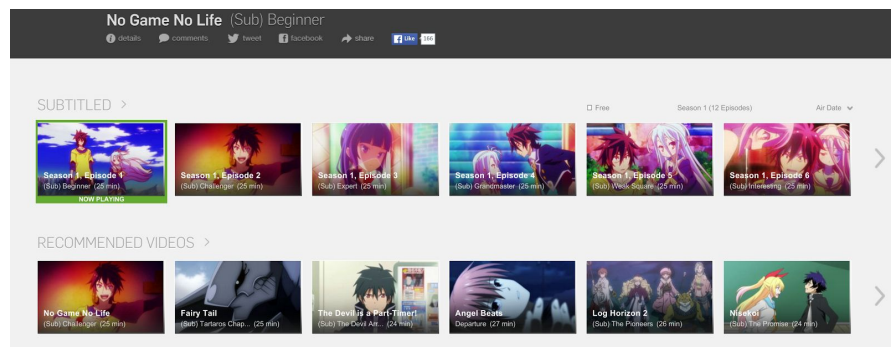 No Game No Life (Sub) Beginner
details comments tweet facebook share Like 166
SUBTITLED >
Free Season 1 (12 Episodes) Air Date
Season 1, Episode 1
(Sub) Beginner (25 min)
NOW PLAYING
Season 1, Episode 2
(Sub) Challenger (25 min)
Season 1, Episode 3
(Sub) Expert (25 min)
Season 1, Episode 4
(Sub) Grandmaster (25 min)
Season 1, Episode 5
(Sub) Weak Square (25 min)
Season 1, Episode 6
(Sub) Interesting (25 min)
RECOMMENDED VIDEOS >
No Game No Life
(Sub) Challenger (25 min)
Fairy Tail
(Sub) Tartaros Chap... (25 min)
The Devil is a Part-Timer!
(Sub) The Devil Arr... (24 min)
Angel Beats
Departure (27 min)
Log Horizon 2
(Sub) The Pioneers (26 min)
Nisekoi
(Sub) The Promise (24 min)